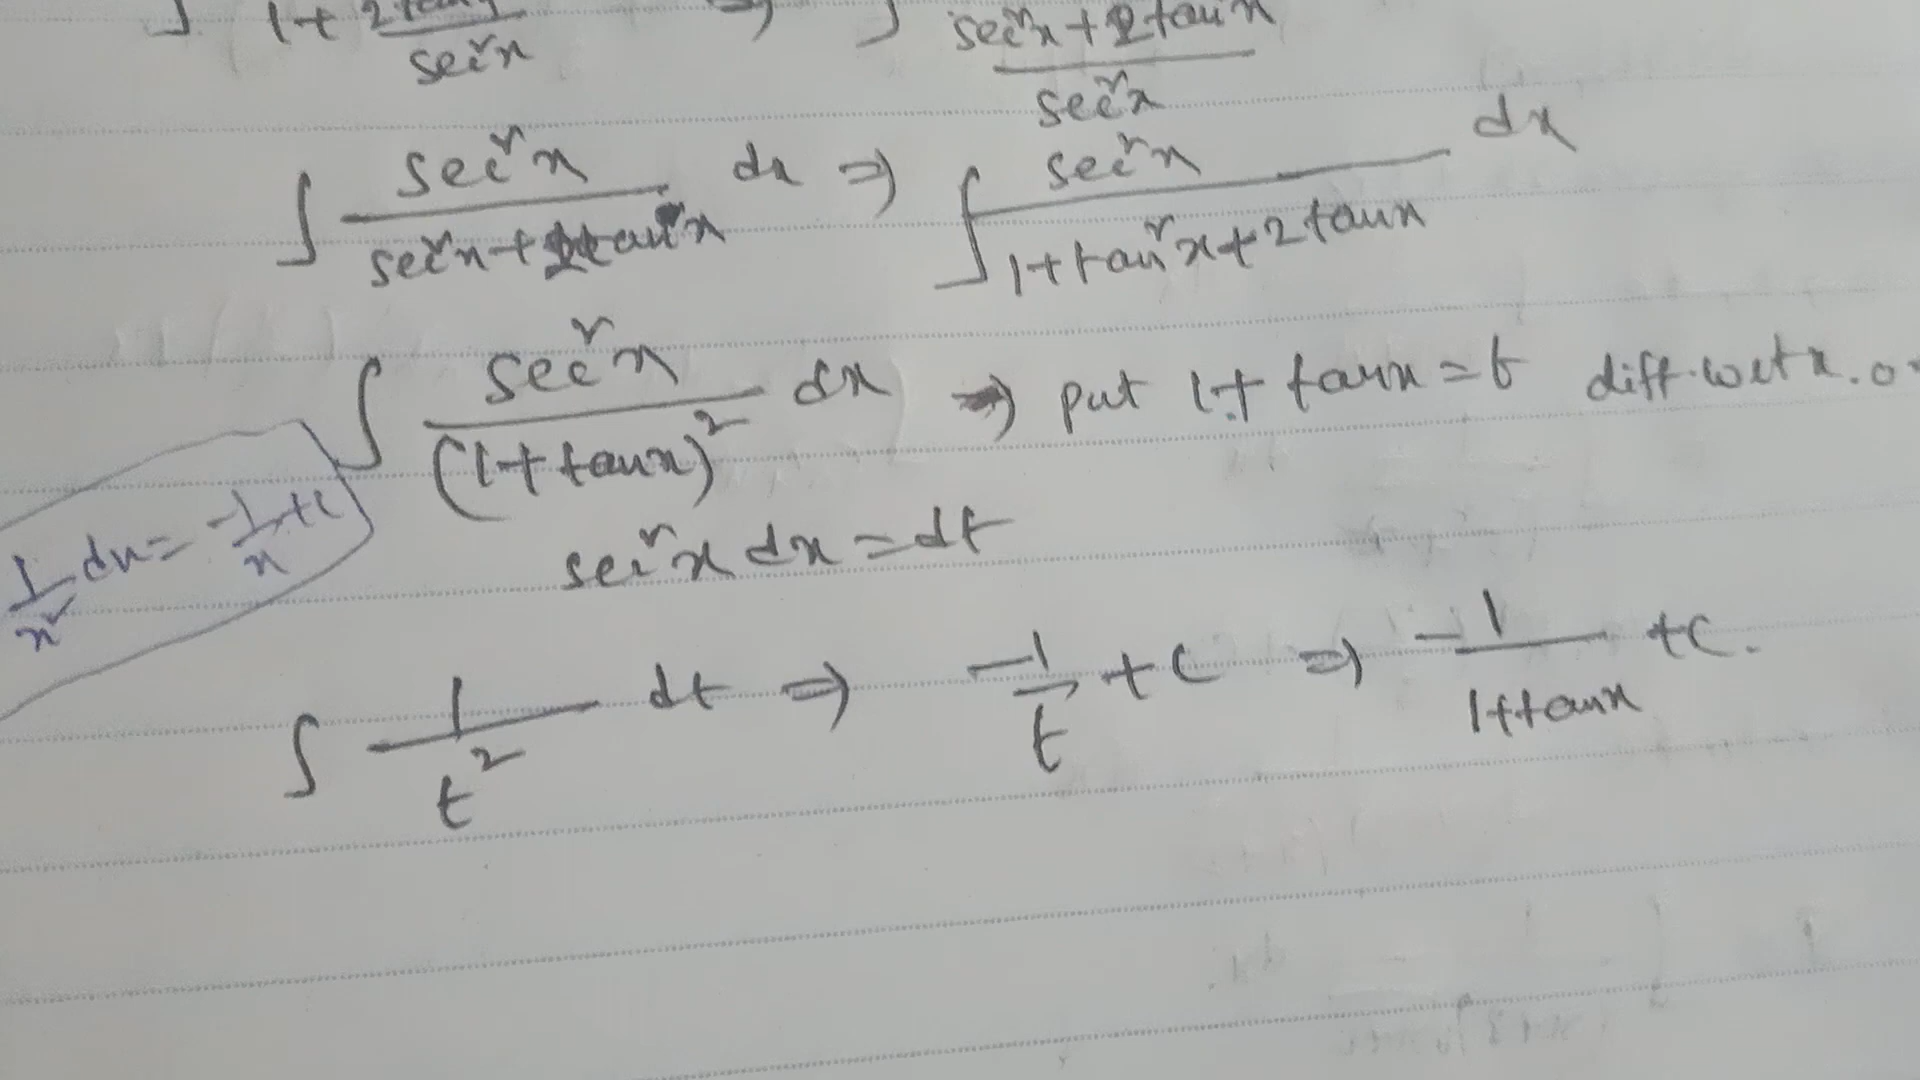 ∫ 1 + 2tanx/sec²x ⇒ ∫ sec²x + 2tanx/sec²x
∫ sec²x/sec²x + 2tanx dx ⇒ ∫ sec²x/1 + tan²x + 2tanx dx
∫ sec²x/(1 + tanx)² dx ⇒ put 1 + tanx = t diff. w.r.t x.
1/x² dx = -1/x + c
sec²x dx = dt
∫ 1/t² dt ⇒ -1/t + c ⇒ -1/1+tanx + c.